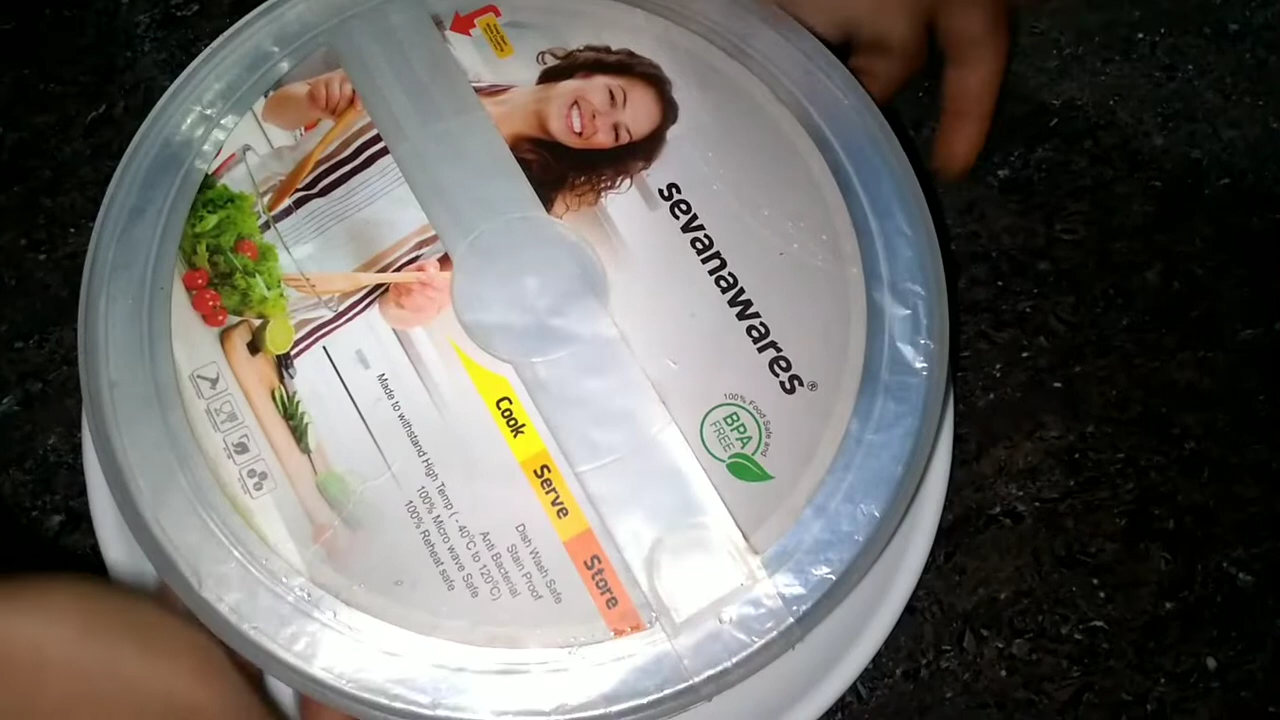 sevanawares®
100% Food Safe and
BPA
FREE
Cook
Serve
Store
Dish Wash Safe
Stain Proof
Anti Bacterial
Made to withstand High Temp ( - 40°C to 120°C)
100% Micro wave Safe
100% Reheat safe